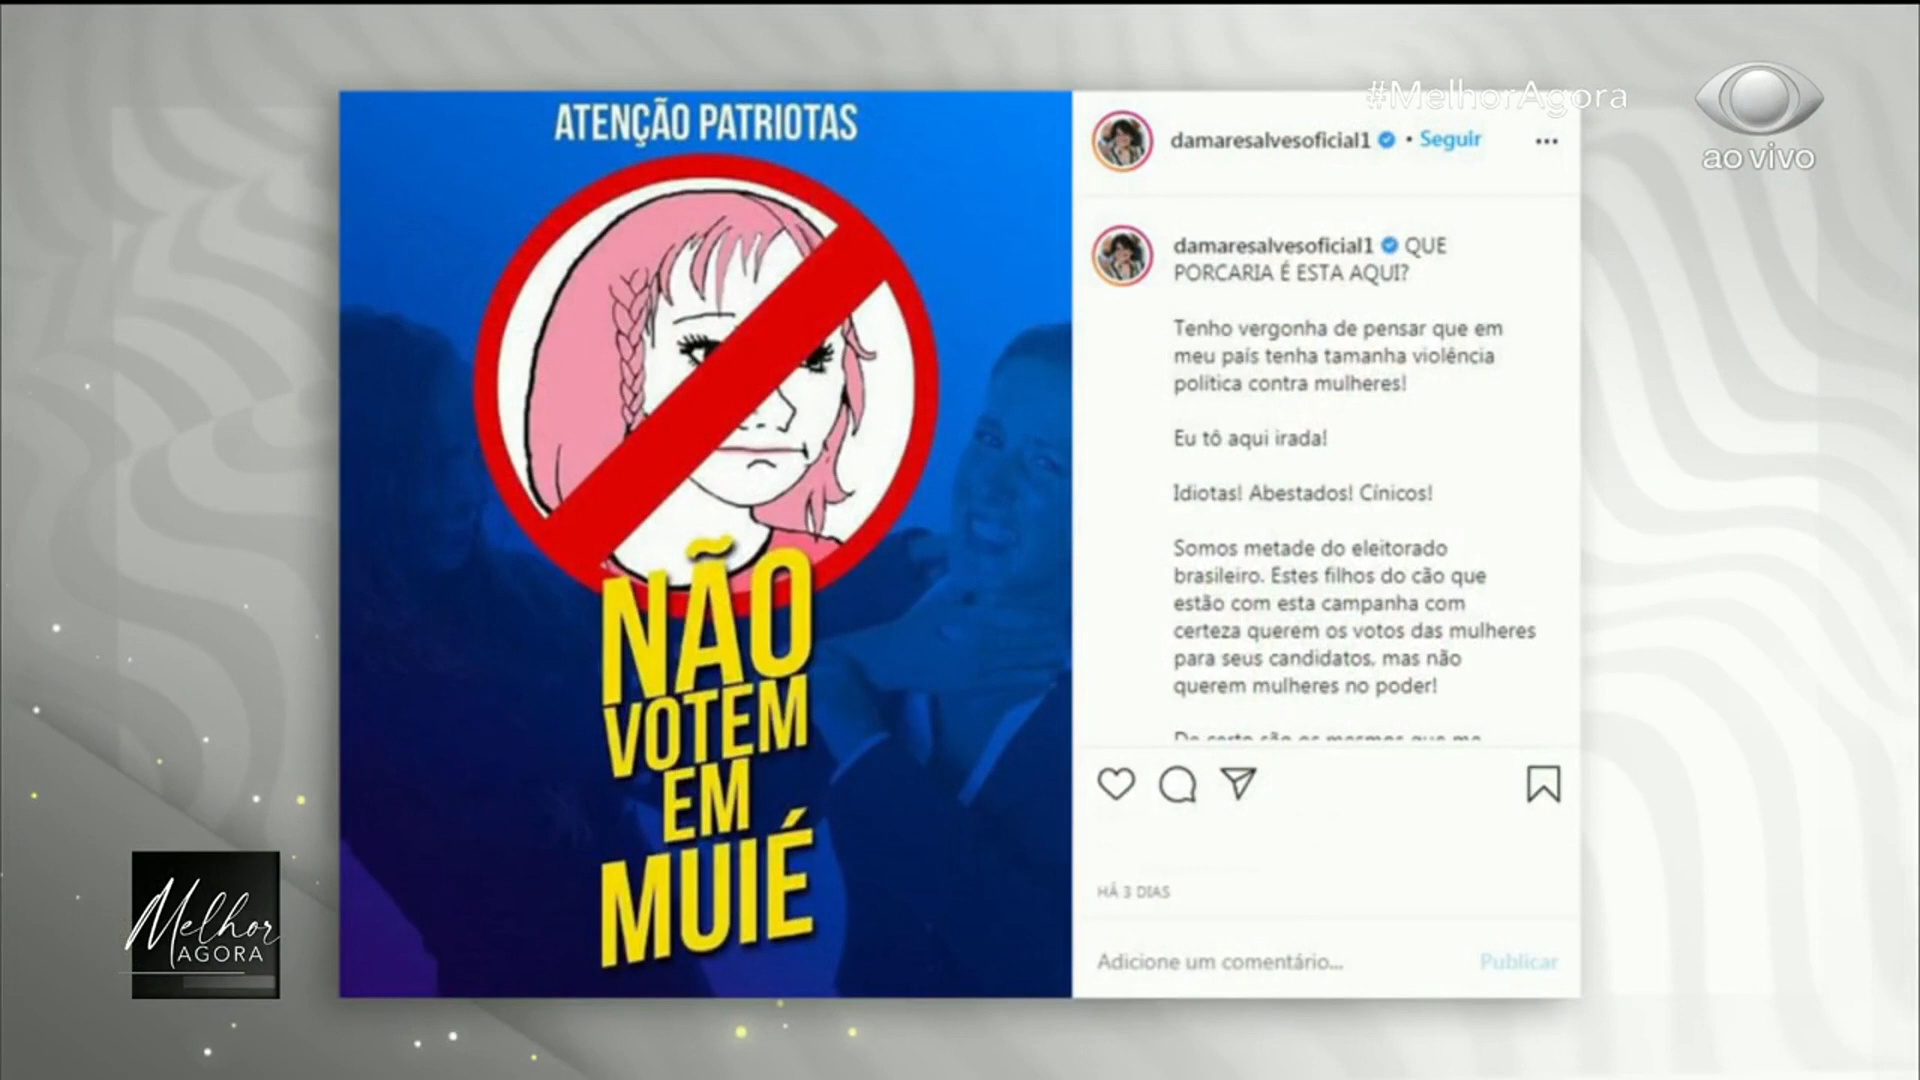 #MelhorAgora
ao vivo
ATENÇÃO PATRIOTAS
NÃO
VOTEM
EM
MUIÉ
damaresalvesoficial1 • Seguir
damaresalvesoficial1 QUE
PORCARIA É ESTA AQUI?
Tenho vergonha de pensar que em
meu país tenha tamanha violência
política contra mulheres!
Eu tô aqui irada!
Idiotas! Abestados! Cínicos!
Somos metade do eleitorado
brasileiro. Estes filhos do cão que
estão com esta campanha com
certeza querem os votos das mulheres
para seus candidatos, mas não
querem mulheres no poder!
HÁ 3 DIAS
Adicione um comentário...
Publicar
Melhor
AGORA